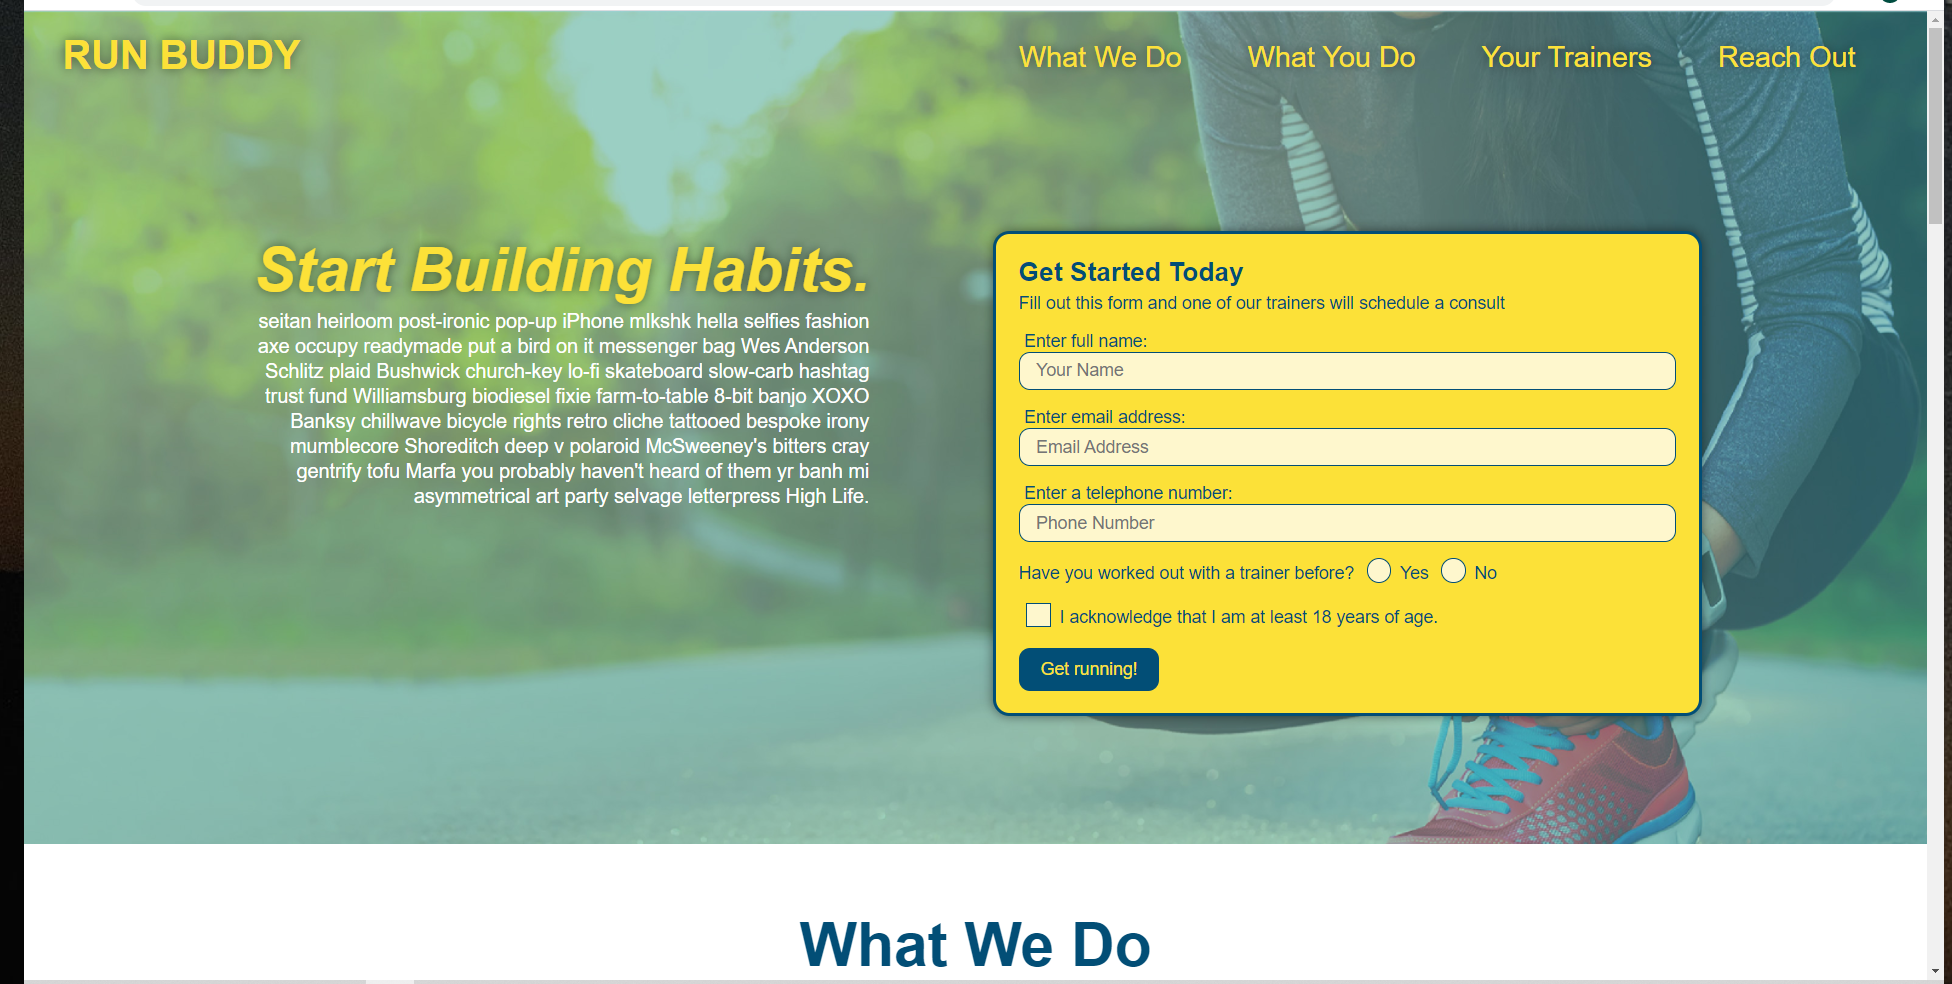 RUN BUDDY
What We Do What You Do Your Trainers Reach Out
Start Building Habits.
seitan heirloom post-ironic pop-up iPhone mlkshk hella selfies fashion
axe occupy readymade put a bird on it messenger bag Wes Anderson
Schlitz plaid Bushwick church-key lo-fi skateboard slow-carb hashtag
trust fund Williamsburg biodiesel fixie farm-to-table 8-bit banjo XOXO
Banksy chillwave bicycle rights retro cliche tattooed bespoke irony
mumblecore Shoreditch deep v polaroid McSweeney's bitters cray
gentrify tofu Marfa you probably haven't heard of them yr banh mi
asymmetrical art party selvage letterpress High Life.
Get Started Today
Fill out this form and one of our trainers will schedule a consult
Enter full name:
Your Name
Enter email address:
Email Address
Enter a telephone number:
Phone Number
Have you worked out with a trainer before? Yes No
I acknowledge that I am at least 18 years of age.
Get running!
What We Do